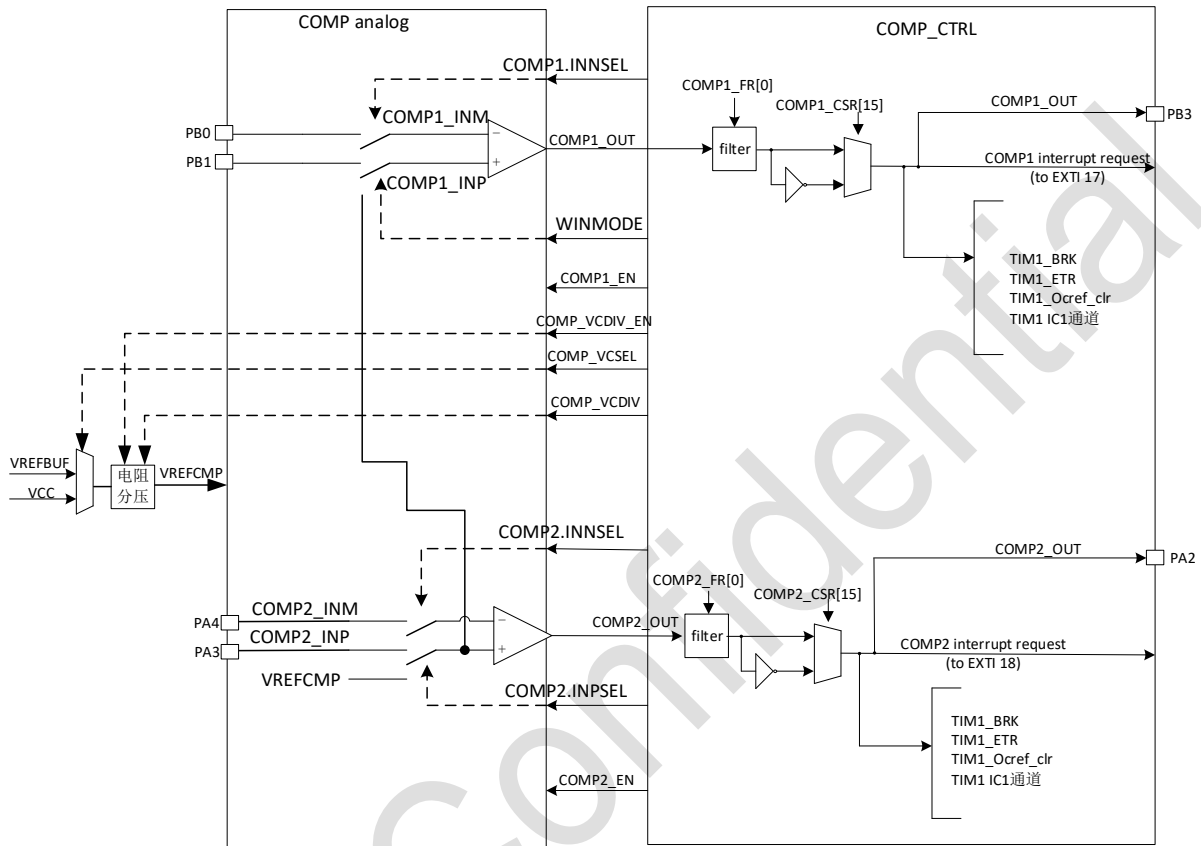 COMP analog
COMP_CTRL
COMP1.INNSEL
COMP1_FR[0]
COMP1_CSR[15]
COMP1_OUT
PB3
PB0
COMP1_INM
−
COMP1_OUT
filter
PB1
+
COMP1_INP
COMP1 interrupt request
(to EXTI 17)
WINMODE
TIM1_BRK
TIM1_ETR
TIM1_Ocref_clr
TIM1 IC1通道
COMP1_EN
COMP_VCDIV_EN
COMP_VCSEL
COMP_VCDIV
VREFBUF
VCC
电阻
分压
VREFCMP
COMP2.INNSEL
COMP2_OUT
PA2
COMP2_FR[0]
COMP2_CSR[15]
PA4
COMP2_INM
−
COMP2_OUT
filter
PA3
COMP2_INP
+
COMP2 interrupt request
(to EXTI 18)
VREFCMP
COMP2.INPSEL
TIM1_BRK
TIM1_ETR
TIM1_Ocref_clr
TIM1 IC1通道
COMP2_EN
Confidential